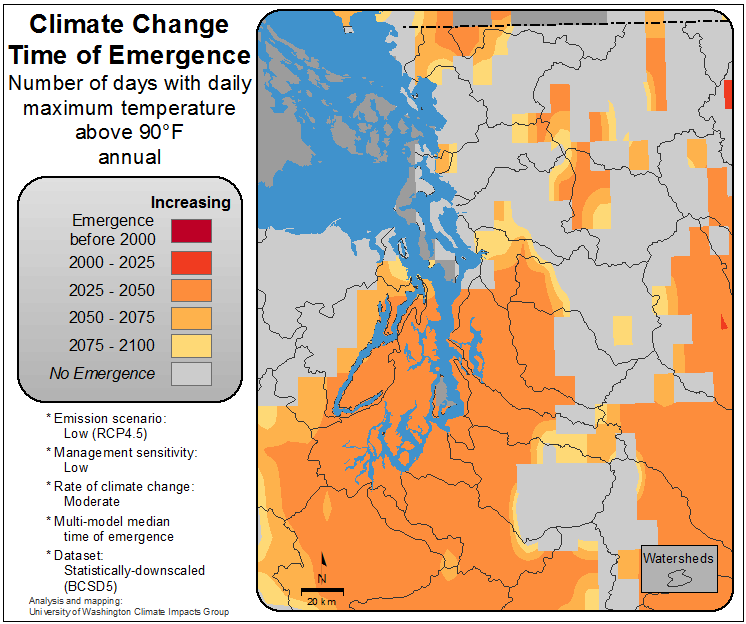 Climate Change
Time of Emergence
Number of days with daily
maximum temperature
above 90°F
annual
Increasing
Emergence
before 2000
2000 - 2025
2025 - 2050
2050 - 2075
2075 - 2100
No Emergence
* Emission scenario:
Low (RCP4.5)
* Management sensitivity:
Low
* Rate of climate change:
Moderate
* Multi-model median
time of emergence
* Dataset:
Statistically-downscaled
(BCSD5)
Analysis and mapping:
University of Washington Climate Impacts Group
N
20 km
Watersheds